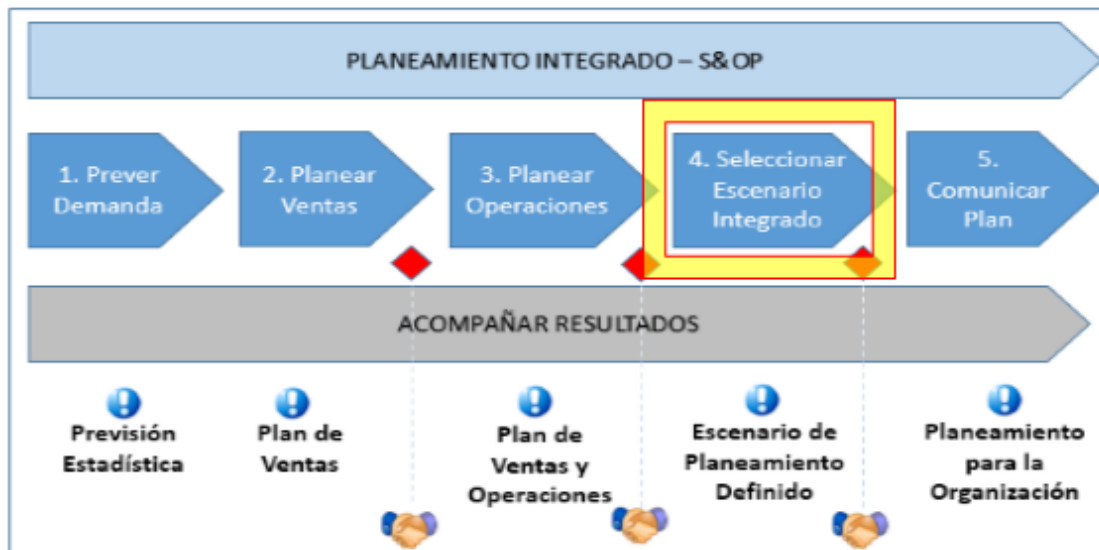 PLANEAMIENTO INTEGRADO – S&OP
1. Prever
Demanda
2. Planear
Ventas
3. Planear
Operaciones
4. Seleccionar
Escenario
Integrado
5.
Comunicar
Plan
ACOMPAÑAR RESULTADOS
Previsión
Estadística
Plan de
Ventas
Plan de
Ventas y
Operaciones
Escenario de
Planeamiento
Definido
Planeamiento
para la
Organización